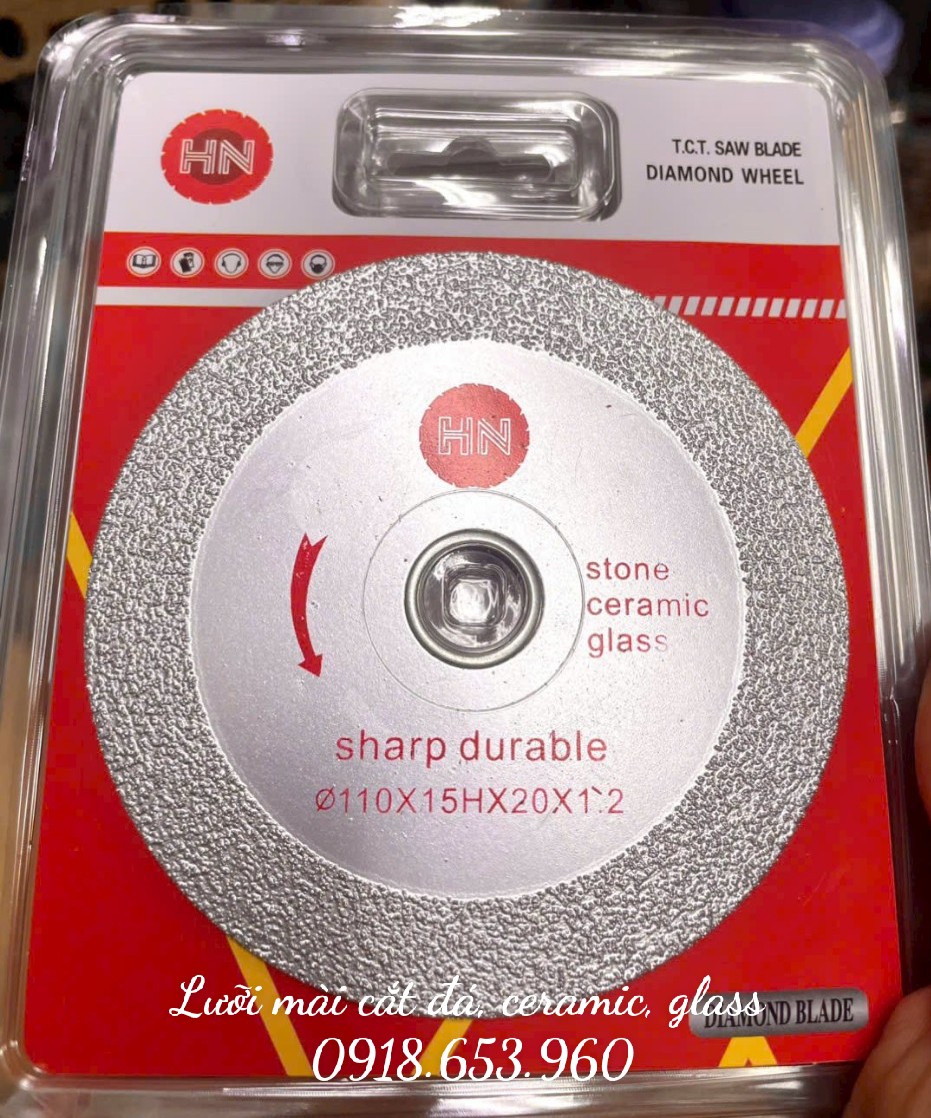 HN
T.C.T. SAW BLADE
DIAMOND WHEEL
HN
stone
ceramic
glass
sharp durable
Ø110X15HX20X1.2
Lưỡi mài cắt đá, ceramic, glass
DIAMOND BLADE
0918.653.960